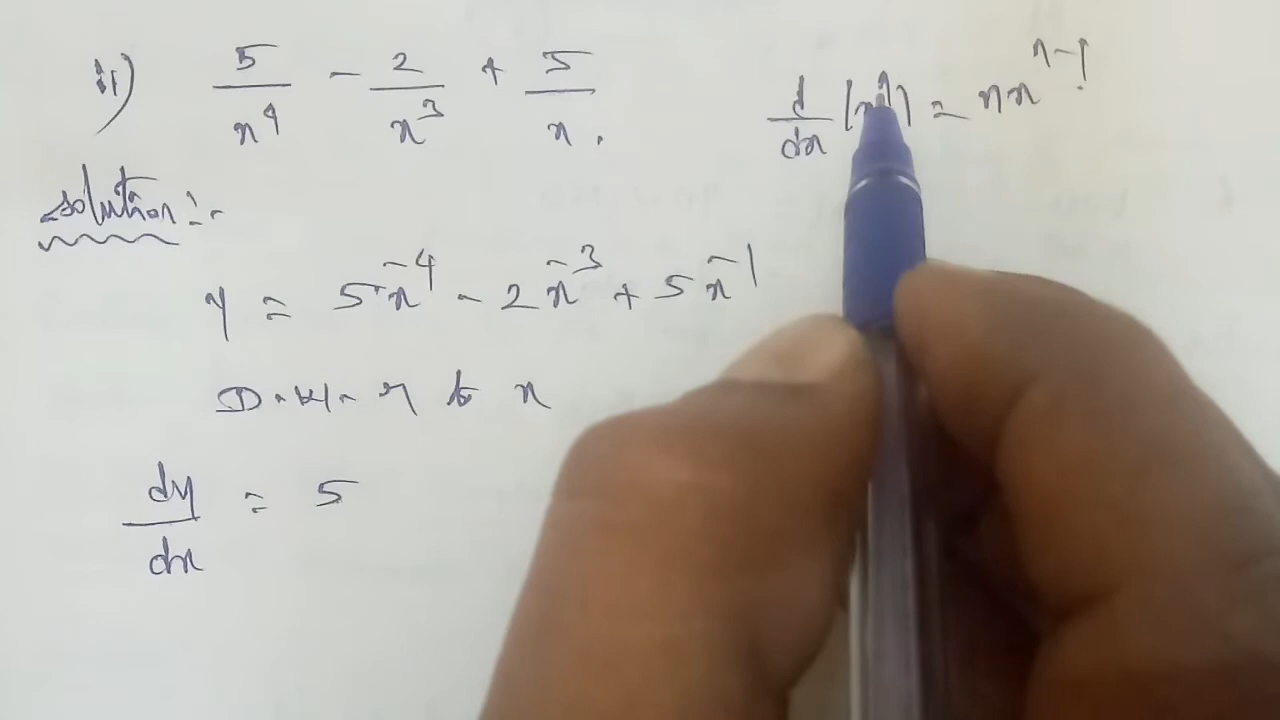 ii) 5/x⁴ - 2/x³ + 5/x.
d/dx (xⁿ) = nxⁿ⁻¹
solution:-
y = 5x⁻⁴ - 2x⁻³ + 5x⁻¹
D.w.r to x
dy/dx = 5